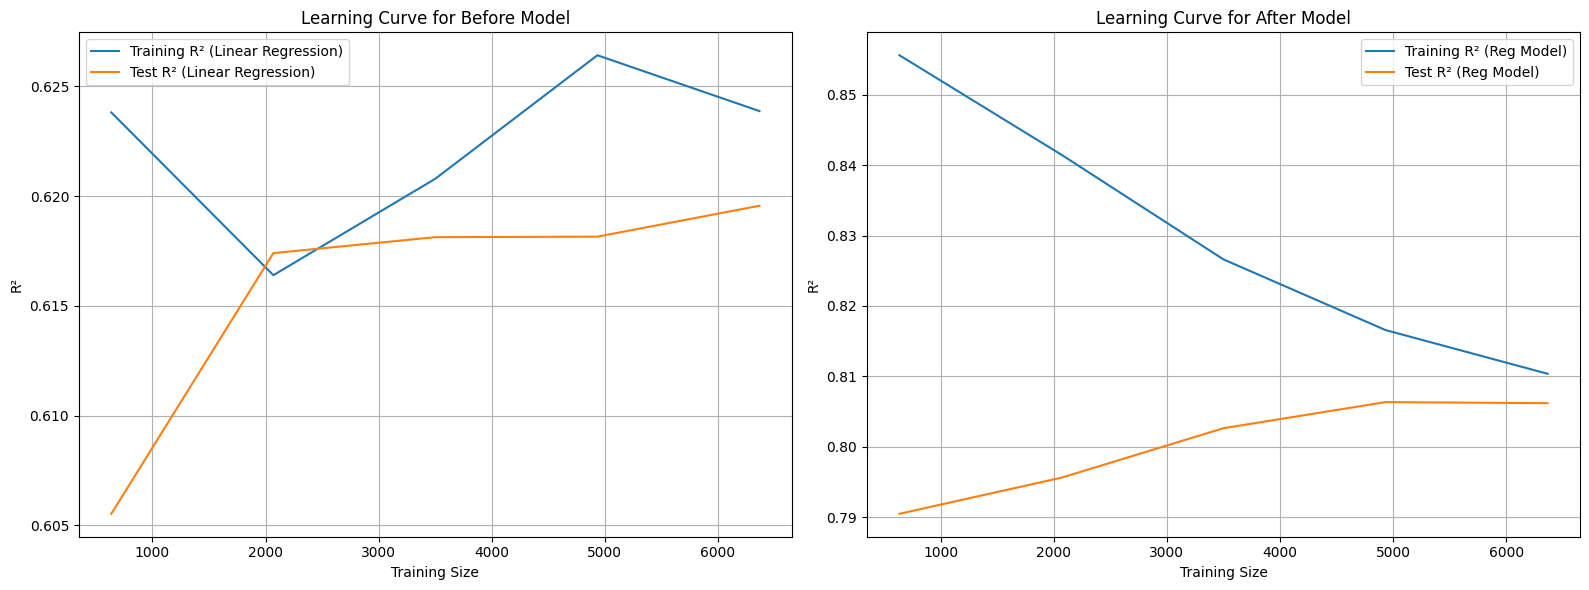 Learning Curve for Before Model
Training R² (Linear Regression)
Test R² (Linear Regression)
R²
0.625
0.620
0.615
0.610
0.605
1000 2000 3000 4000 5000 6000
Training Size
Learning Curve for After Model
Training R² (Reg Model)
Test R² (Reg Model)
R²
0.85
0.84
0.83
0.82
0.81
0.80
0.79
1000 2000 3000 4000 5000 6000
Training Size